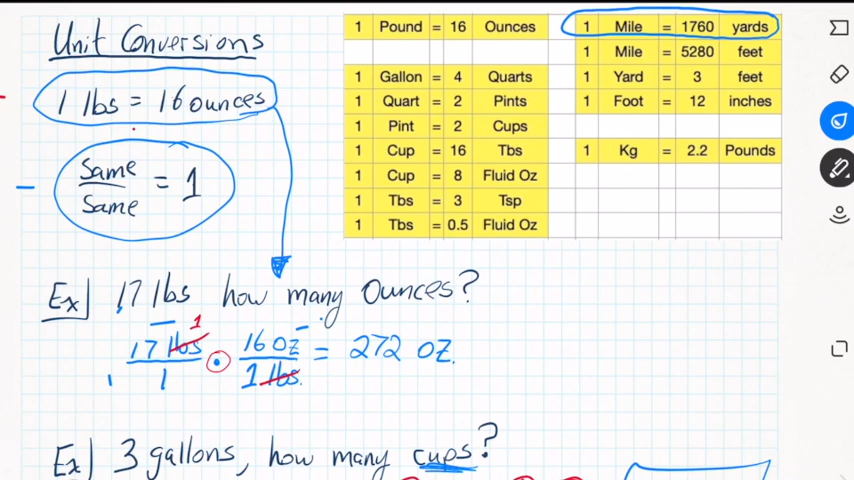 Unit Conversions
1 lbs = 16 ounces
Same
Same
= 1
1 Pound = 16 Ounces
1 Gallon = 4 Quarts
1 Quart = 2 Pints
1 Pint = 2 Cups
1 Cup = 16 Tbs
1 Cup = 8 Fluid Oz
1 Tbs = 3 Tsp
1 Tbs = 0.5 Fluid Oz
1 Mile = 1760 yards
1 Mile = 5280 feet
1 Yard = 3 feet
1 Foot = 12 inches
1 Kg = 2.2 Pounds
Ex] 17 lbs how many Ounces?
1
17 lbs / 1 • 16 oz / 1 lbs = 272 oz.
Ex] 3 gallons, how many cups?